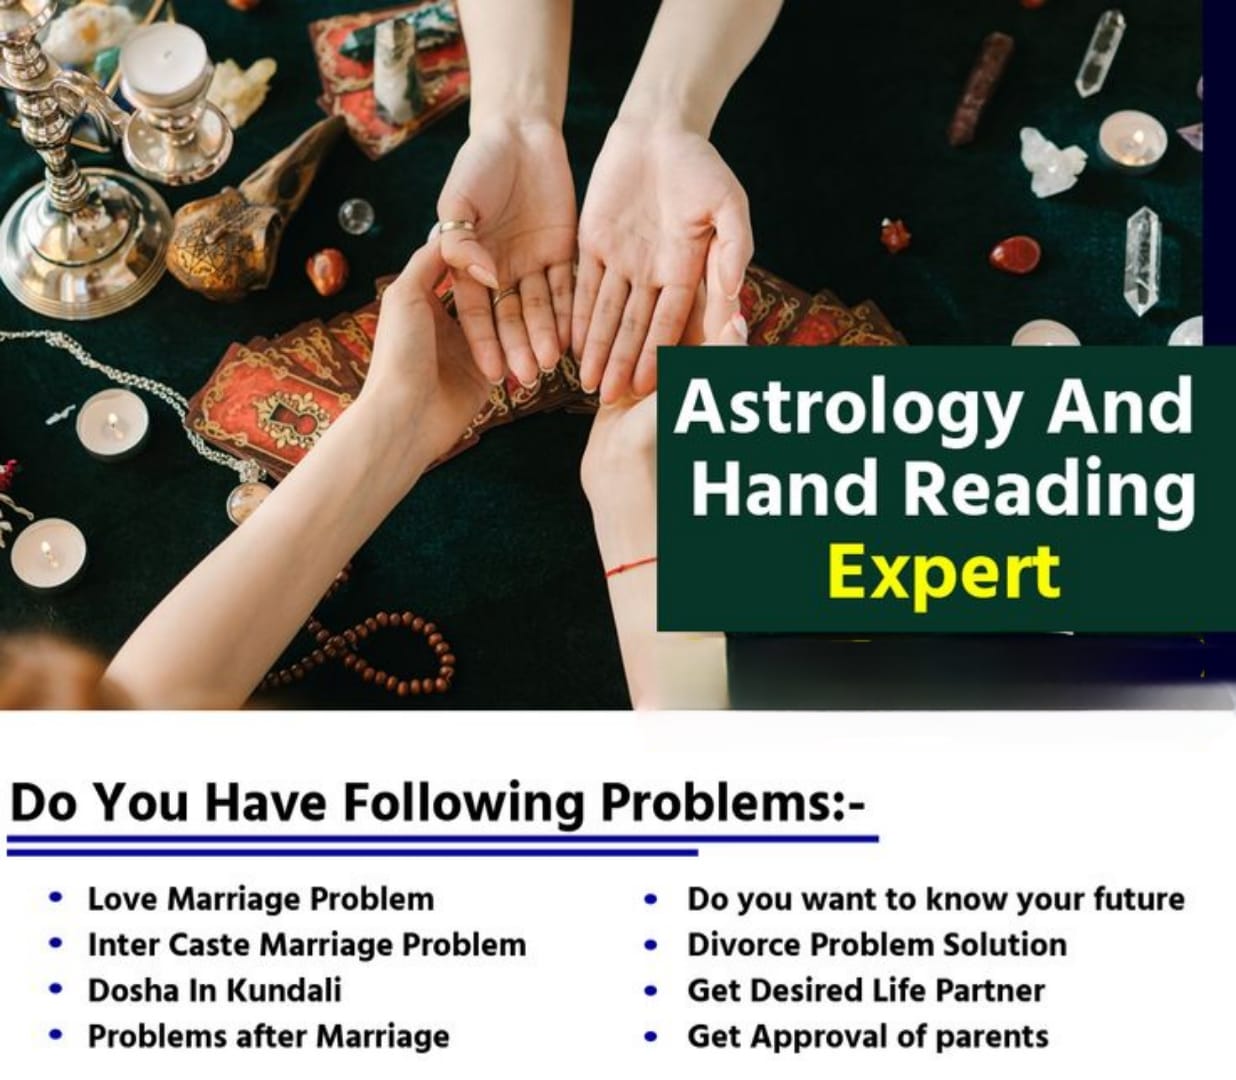 Astrology And
Hand Reading
Expert
Do You Have Following Problems:-
• Love Marriage Problem
• Inter Caste Marriage Problem
• Dosha In Kundali
• Problems after Marriage
• Do you want to know your future
• Divorce Problem Solution
• Get Desired Life Partner
• Get Approval of parents